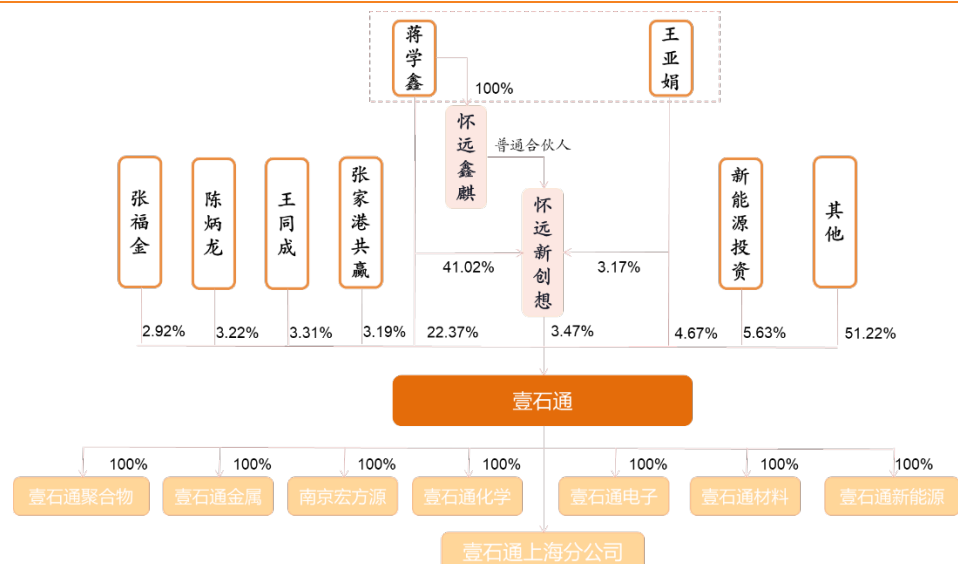 蒋学鑫
王亚娟
100%
怀远鑫麒
普通合伙人
张福金
陈炳龙
王同成
张家港共赢
怀远新创想
新能源投资
其他
41.02%
3.17%
2.92%
3.22%
3.31%
3.19%
22.37%
3.47%
4.67%
5.63%
51.22%
壹石通
100%
100%
100%
100%
100%
100%
100%
壹石通聚合物
壹石通金属
南京宏方源
壹石通化学
壹石通电子
壹石通材料
壹石通新能源
壹石通上海分公司